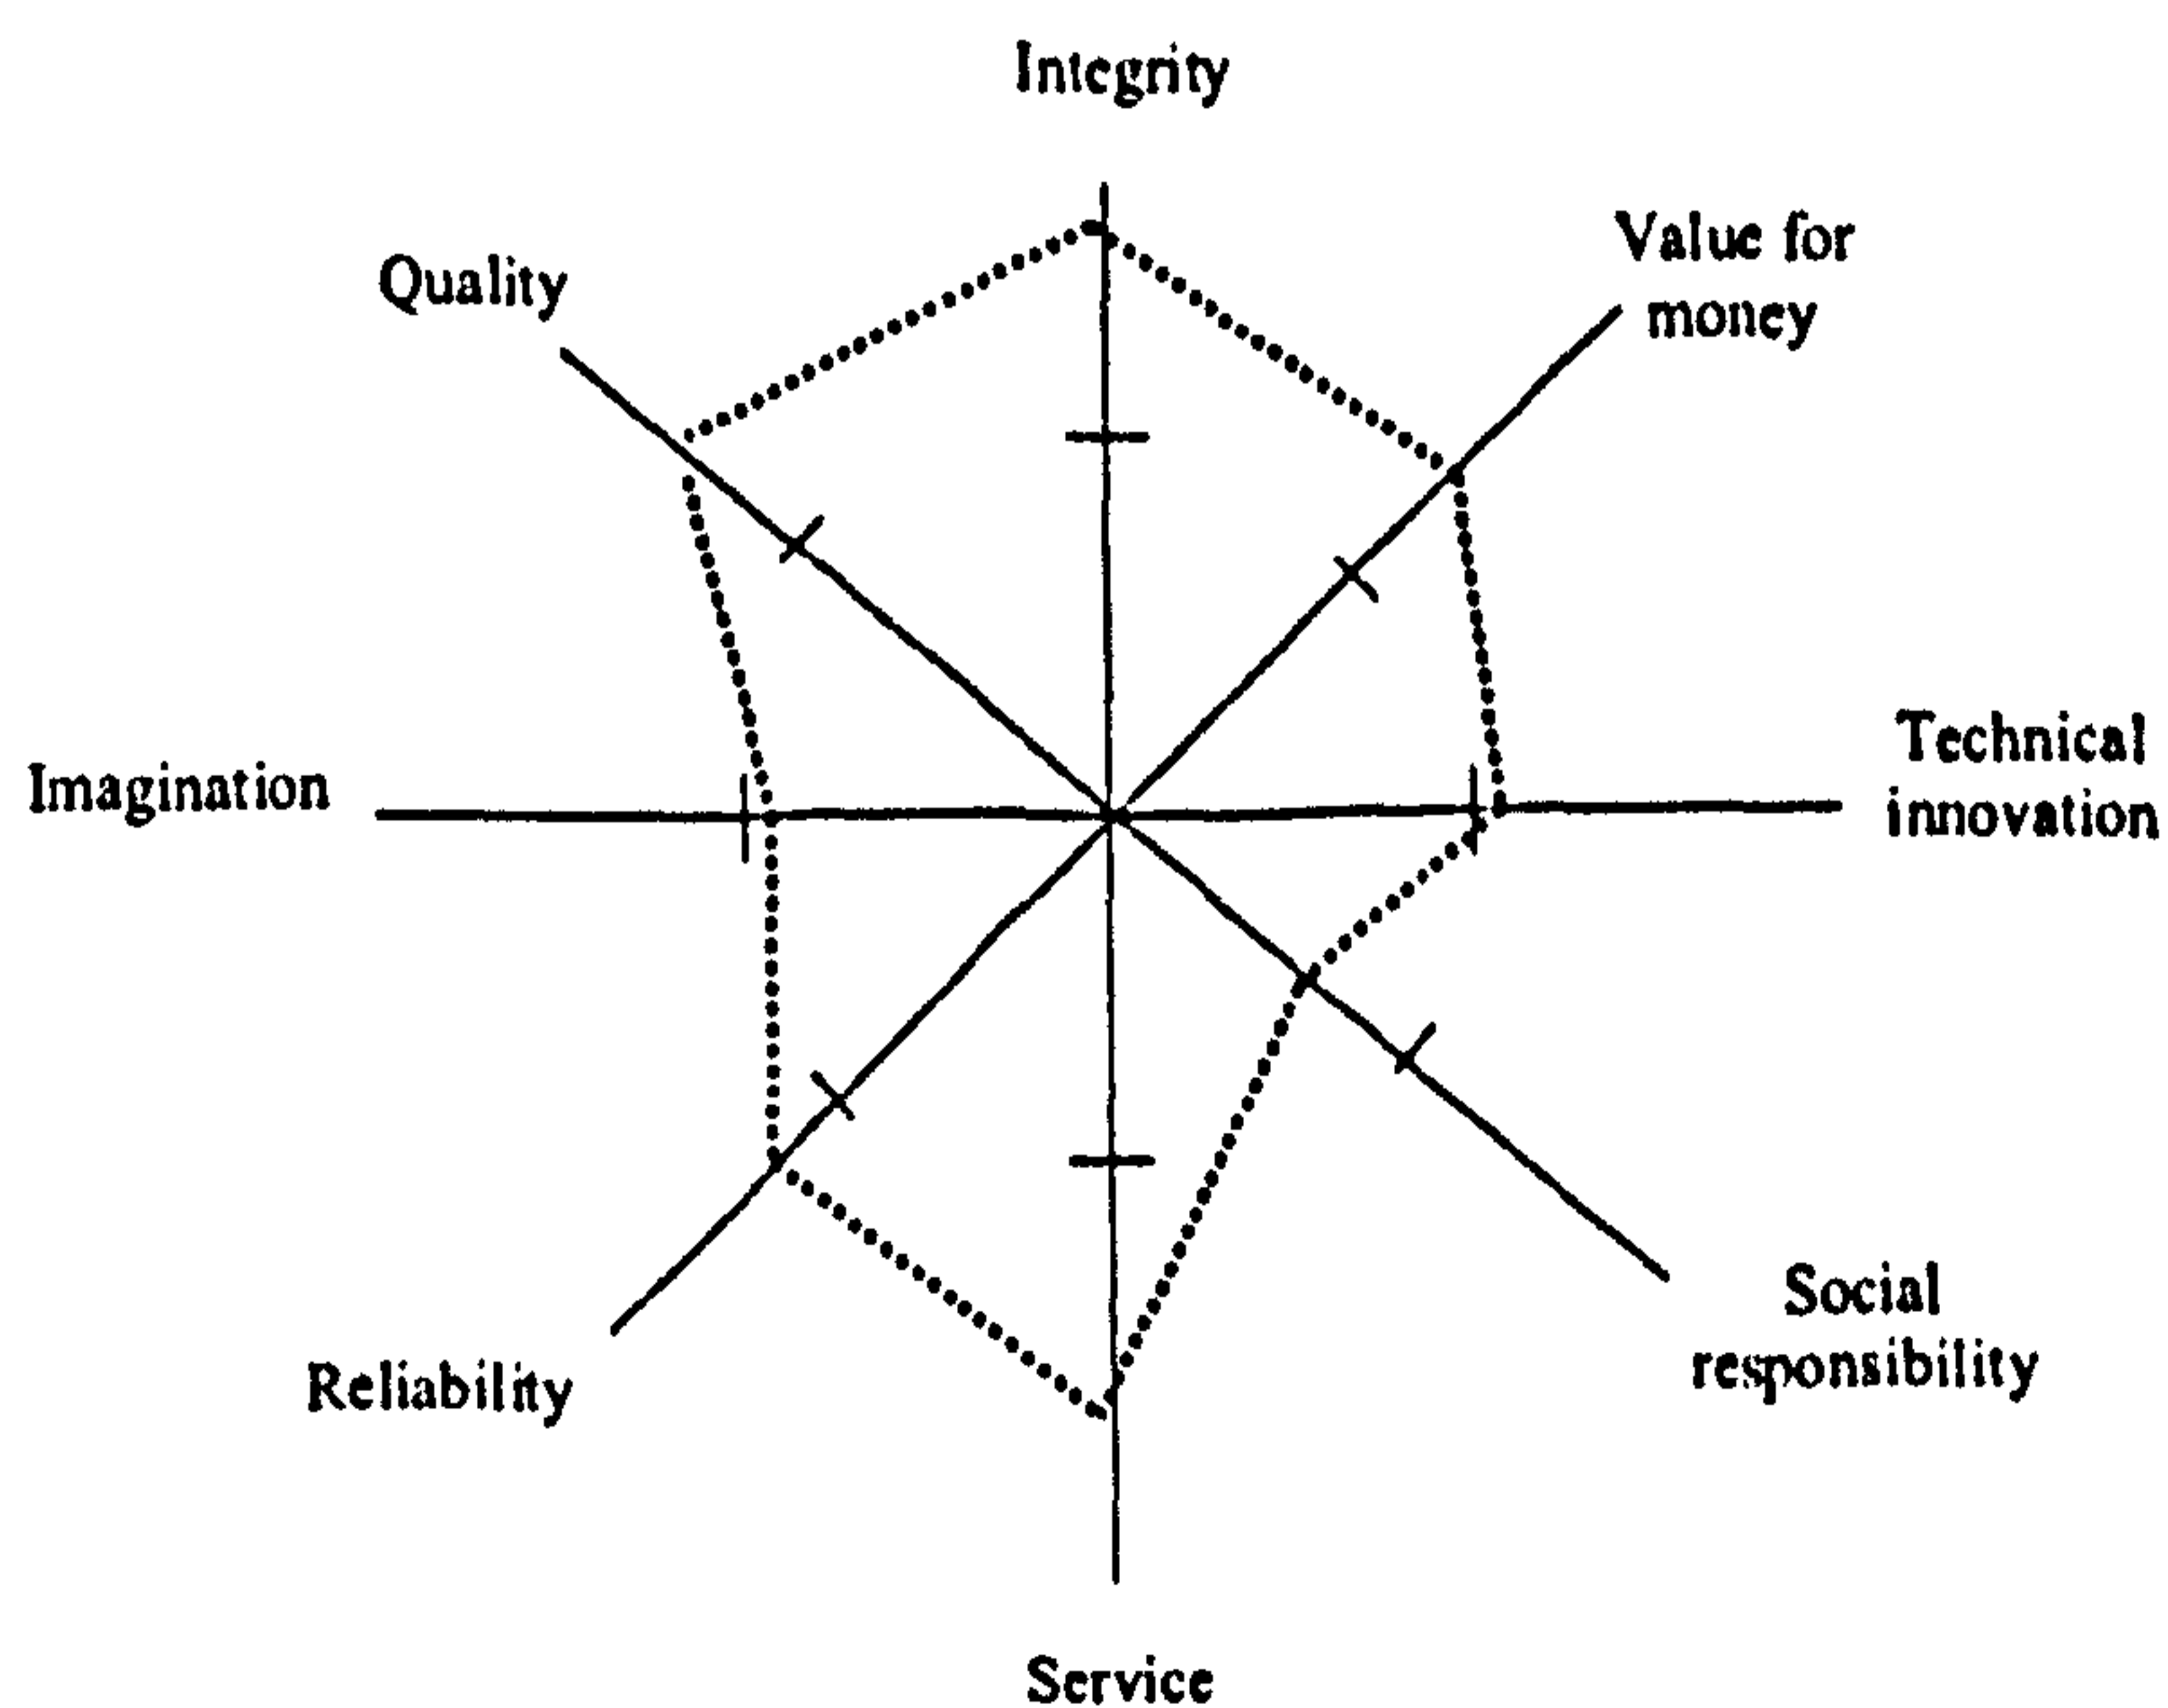 Integrity
Value for
money
Quality
Technical
innovation
Imagination
Social
responsibility
Reliability
Service